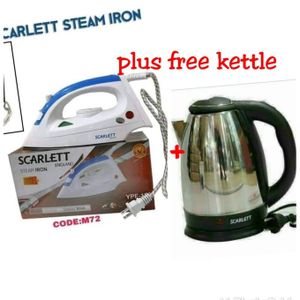 SCARLETT STEAM IRON
plus free kettle
SCARLETT
SCARLETT
ENGLAND
STEAM IRON
+
SCARLETT
CODE:M72